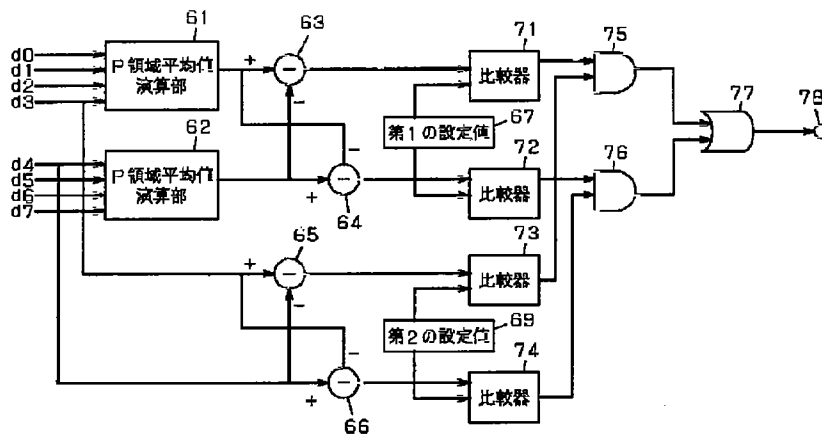 61
63
71
75
d0
d1
d2
d3
P領域平均値
演算部
+
−
−
比較器
77
78
62
第1の設定値
67
−
72
76
d4
d5
d6
d7
P領域平均値
演算部
+
−
64
比較器
65
73
+
−
−
比較器
第2の設定値
69
−
74
+
−
66
比較器